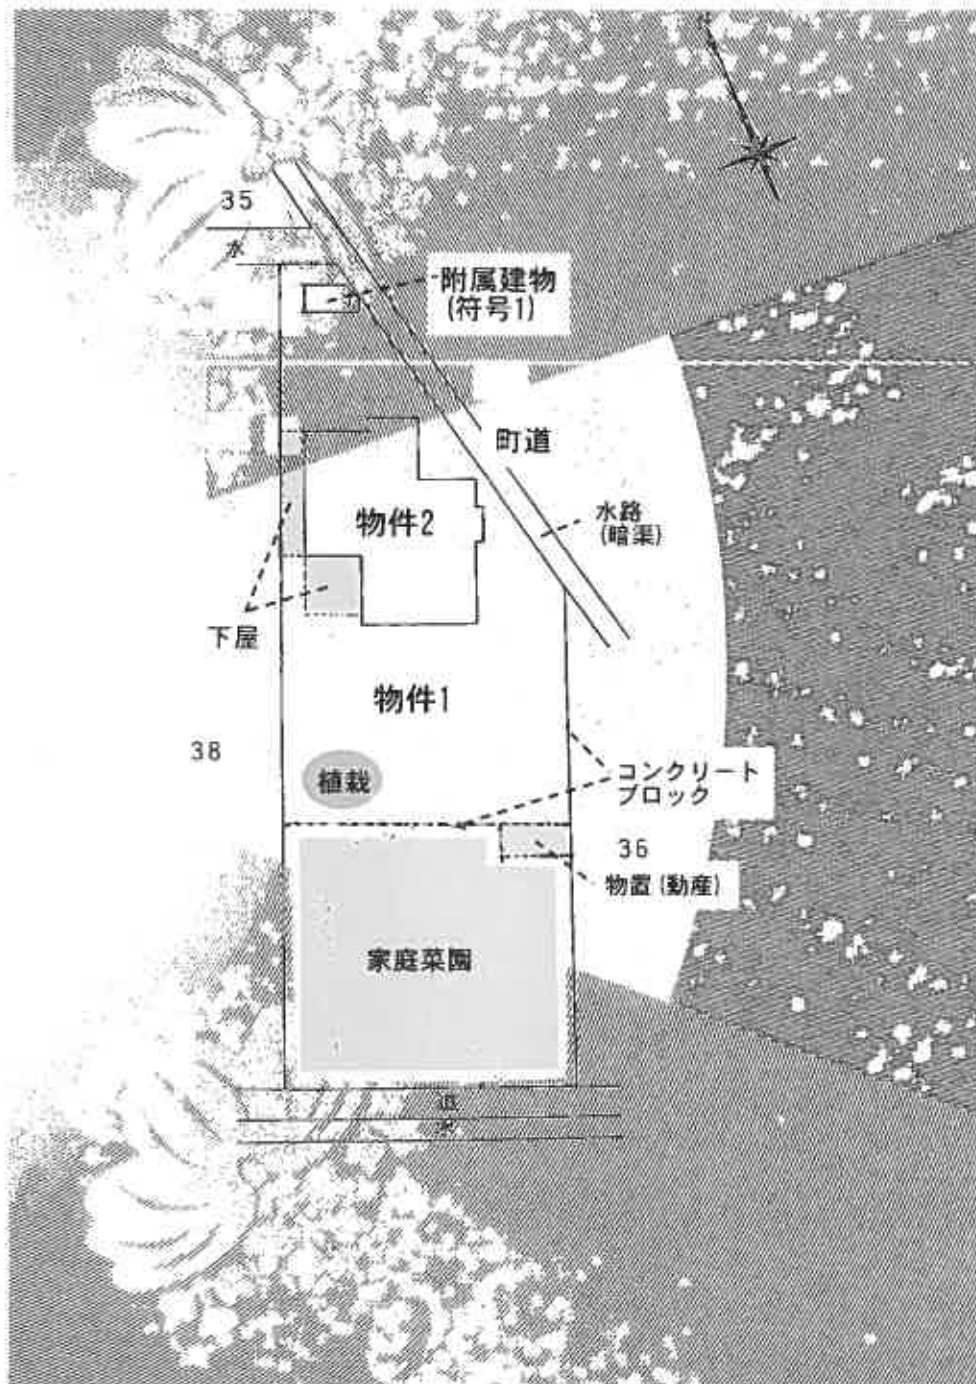 35
水
附属建物
(符号1)
町道
物件2
水路
(暗渠)
下屋
物件1
38
植栽
コンクリート
ブロック
36
物置(動産)
家庭菜園
道
水